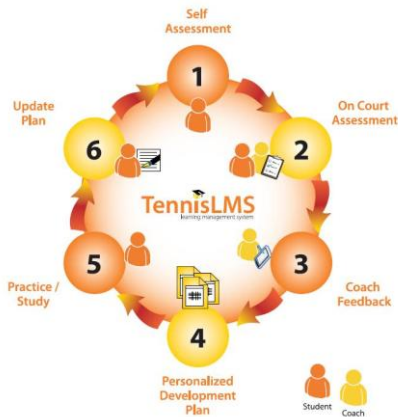 Self
Assessment
1
On Court
Assessment
2
Coach
Feedback
3
Personalized
Development
Plan
4
Practice /
Study
5
Update
Plan
6
TennisLMS
learning management system
Student
Coach